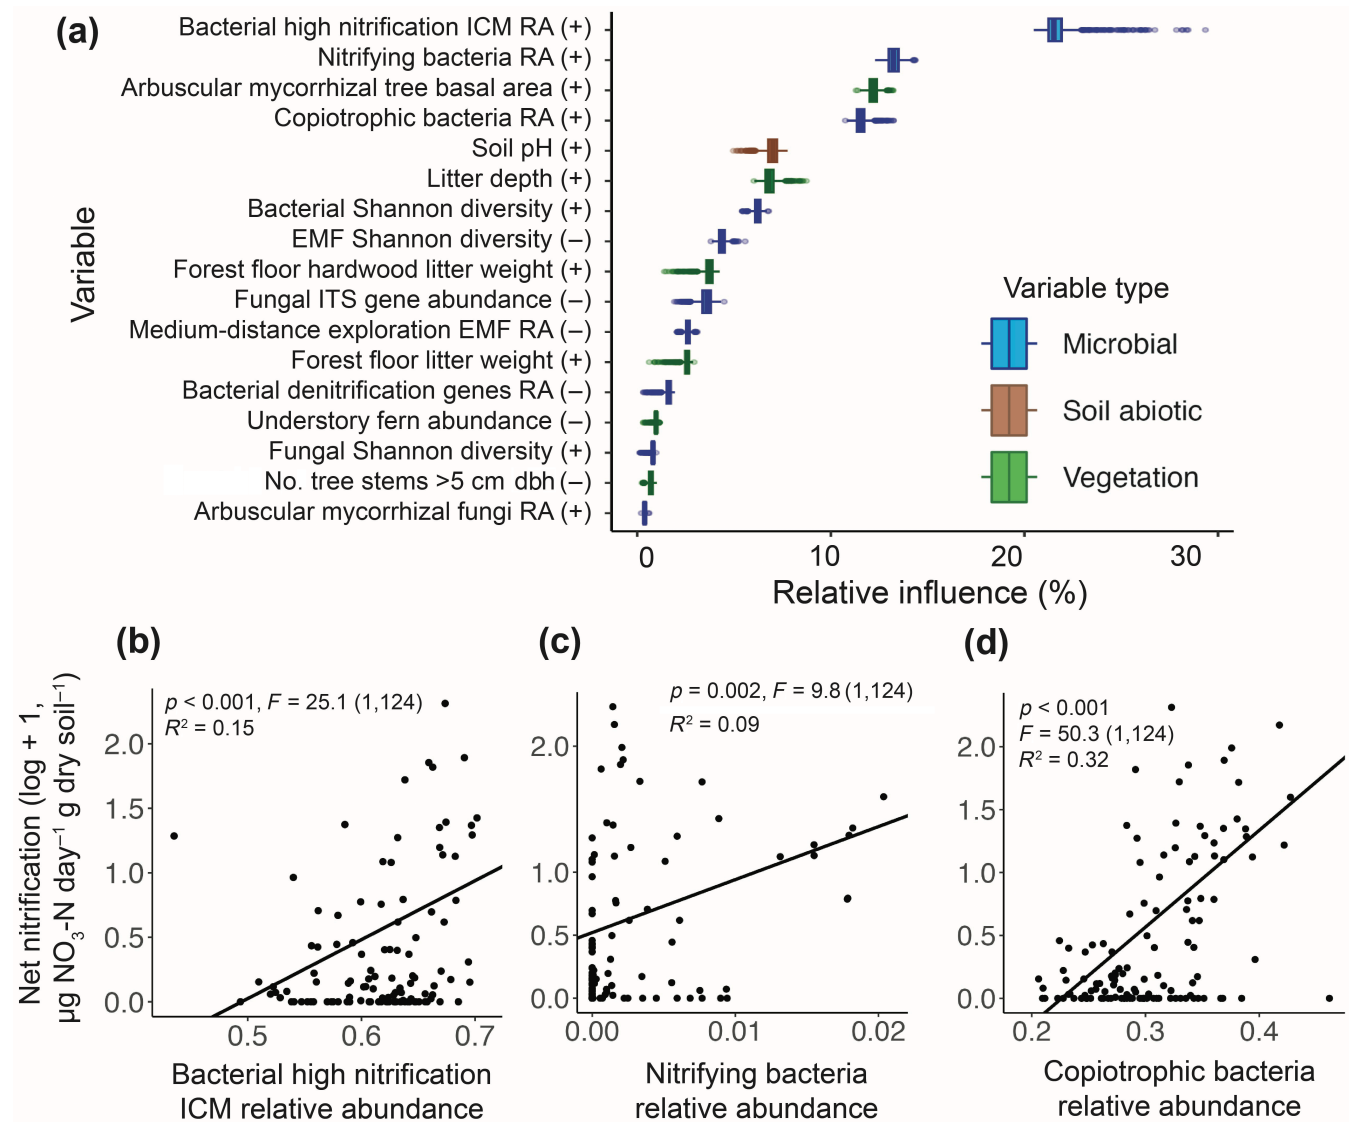 (a)
Variable
Bacterial high nitrification ICM RA (+)
Nitrifying bacteria RA (+)
Arbuscular mycorrhizal tree basal area (+)
Copiotrophic bacteria RA (+)
Soil pH (+)
Litter depth (+)
Bacterial Shannon diversity (+)
EMF Shannon diversity (–)
Forest floor hardwood litter weight (+)
Fungal ITS gene abundance (–)
Medium-distance exploration EMF RA (–)
Forest floor litter weight (+)
Bacterial denitrification genes RA (–)
Understory fern abundance (–)
Fungal Shannon diversity (+)
No. tree stems >5 cm dbh (–)
Arbuscular mycorrhizal fungi RA (+)
0 10 20 30
Relative influence (%)
Variable type
Microbial
Soil abiotic
Vegetation
(b)
Net nitrification (log + 1,
µg NO₃-N day⁻¹ g dry soil⁻¹)
p < 0.001, F = 25.1 (1,124)
R² = 0.15
2.0
1.5
1.0
0.5
0.0
0.5 0.6 0.7
Bacterial high nitrification
ICM relative abundance
(c)
p = 0.002, F = 9.8 (1,124)
R² = 0.09
2.0
1.0
0.5
0.0
0.00 0.01 0.02
Nitrifying bacteria
relative abundance
(d)
p < 0.001
F = 50.3 (1,124)
R² = 0.32
2.0
1.5
1.0
0.5
0.0
0.2 0.3 0.4
Copiotrophic bacteria
relative abundance